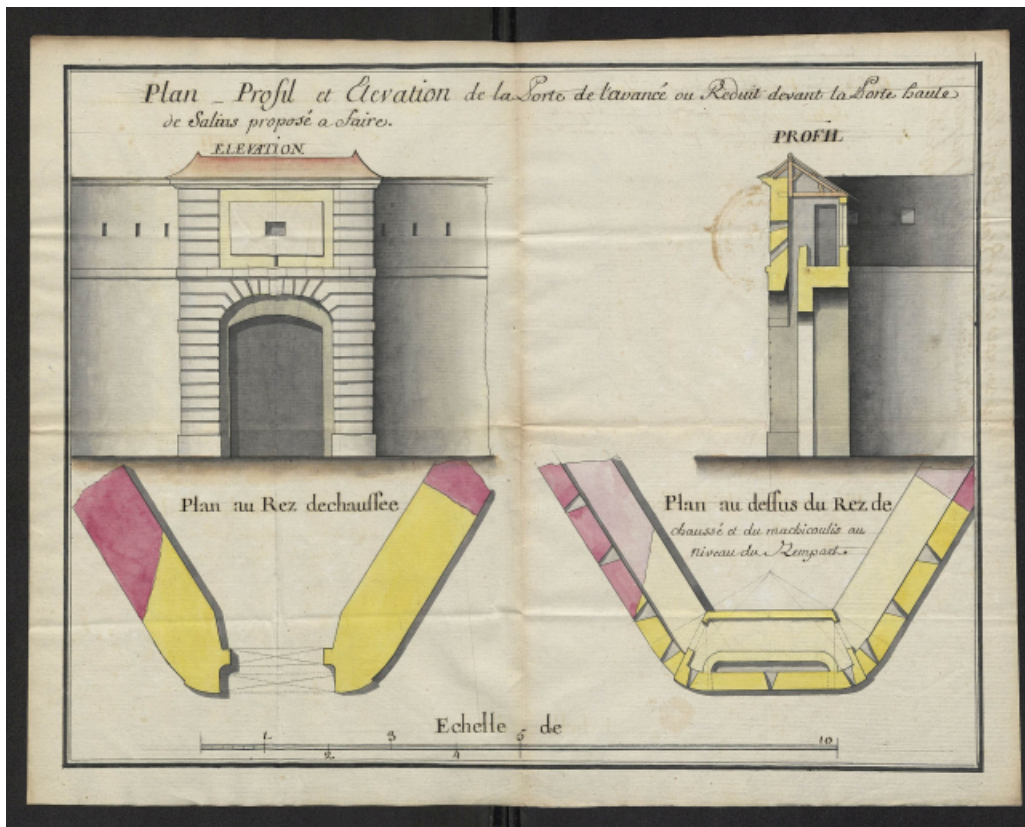 Plan _ Profil et Élevation de la Porte de l'avancé ou Reduit devant la Porte haute
de Salins proposé a faire.
ELEVATION.
PROFIL
Plan au Rez dechaussee
Plan au dessus du Rez de
chaussé et du machicoulis au
niveau du Rempart.
Echelle de
1. 2 3 4 5 10